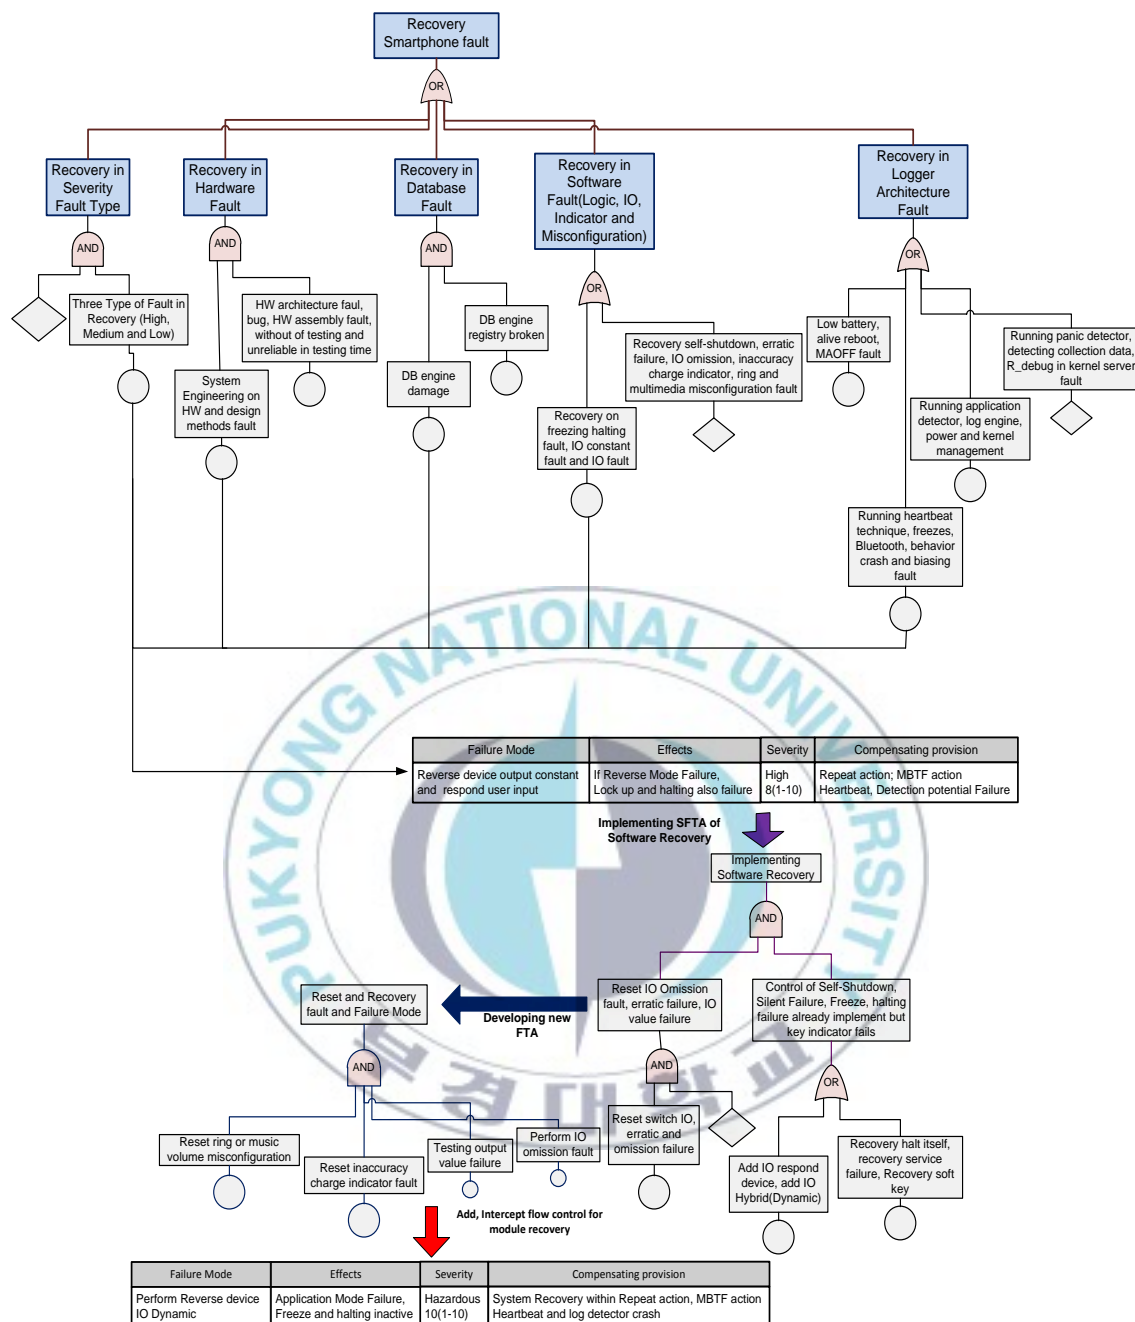 Recovery
Smartphone fault
OR
Recovery in
Severity
Fault Type
Recovery in
Hardware
Fault
Recovery in
Database
Fault
Recovery in
Software
Fault(Logic, IO,
Indicator and
Misconfiguration)
Recovery in
Logger
Architecture
Fault
AND
AND
AND
OR
OR
Three Type of Fault in
Recovery (High,
Medium and Low)
HW architecture faul,
bug, HW assembly fault,
without of testing and
unreliable in testing time
System
Engineering on
HW and design
methods fault
DB engine
registry broken
DB engine
damage
Recovery self-shutdown, erratic
failure, IO omission, inaccuracy
charge indicator, ring and
multimedia misconfiguration fault
Recovery on
freezing halting
fault, IO constant
fault and IO fault
Low battery,
alive reboot,
MAOFF fault
Running panic detector,
detecting collection data,
R_debug in kernel server
fault
Running application
detector, log engine,
power and kernel
management
Running heartbeat
technique, freezes,
Bluetooth, behavior
crash and biasing
fault
PUKYONG NATIONAL UNIVERSITY
Failure Mode Effects Severity Compensating provision
Reverse device output constant If Reverse Mode Failure, High Repeat action; MBTF action
and respond user input Lock up and halting also failure 8(1-10) Heartbeat, Detection potential Failure
Implementing SFTA of
Software Recovery
Implementing
Software Recovery
AND
Reset and Recovery
fault and Failure Mode
Developing new
FTA
Reset IO Omission
fault, erratic failure, IO
value failure
Control of Self-Shutdown,
Silent Failure, Freeze, halting
failure already implement but
key indicator fails
AND
AND
OR
부경대학교
Reset ring or music
volume misconfiguration
Reset inaccuracy
charge indicator fault
Testing output
value failure
Perform IO
omission fault
Reset switch IO,
erratic and
omission failure
Add IO respond
device, add IO
Hybrid(Dynamic)
Recovery halt itself,
recovery service
failure, Recovery soft
key
Add, Intercept flow control for
module recovery
Failure Mode Effects Severity Compensating provision
Perform Reverse device Application Mode Failure, Hazardous System Recovery within Repeat action, MBTF action
IO Dynamic Freeze and halting inactive 10(1-10) Heartbeat and log detector crash